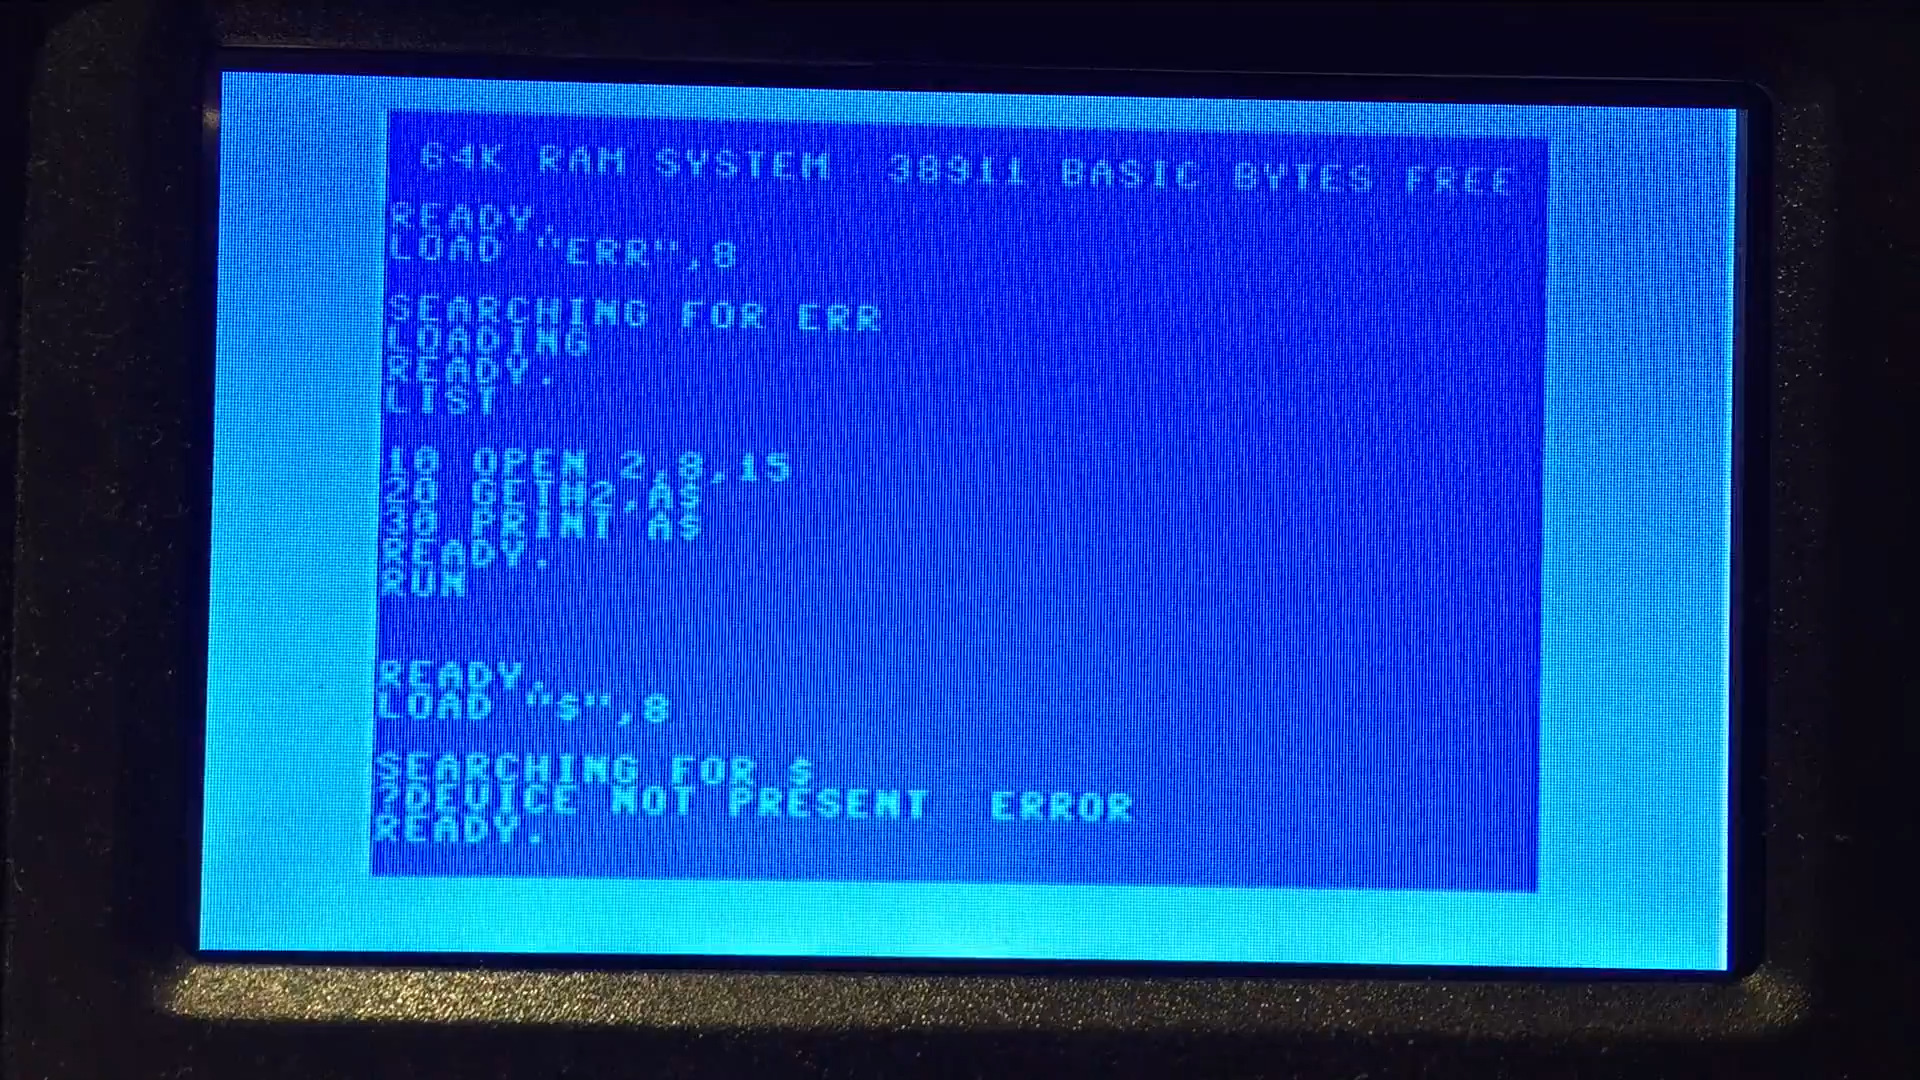 64K RAM SYSTEM  38911 BASIC BYTES FREE
READY.
LOAD "ERR",8
SEARCHING FOR ERR
LOADING
READY.
LIST
10 OPEN 2,8,15
20 GET#2,A$
30 PRINT A$
READY.
RUN
READY.
LOAD "$",8
SEARCHING FOR $
?DEVICE NOT PRESENT  ERROR
READY.